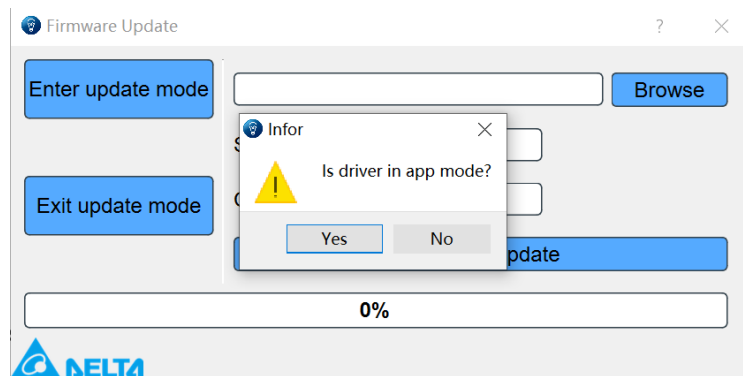 Firmware Update
Enter update mode
Browse
Infor
Is driver in app mode?
Exit update mode
Yes
No
pdate
0%
DELTA